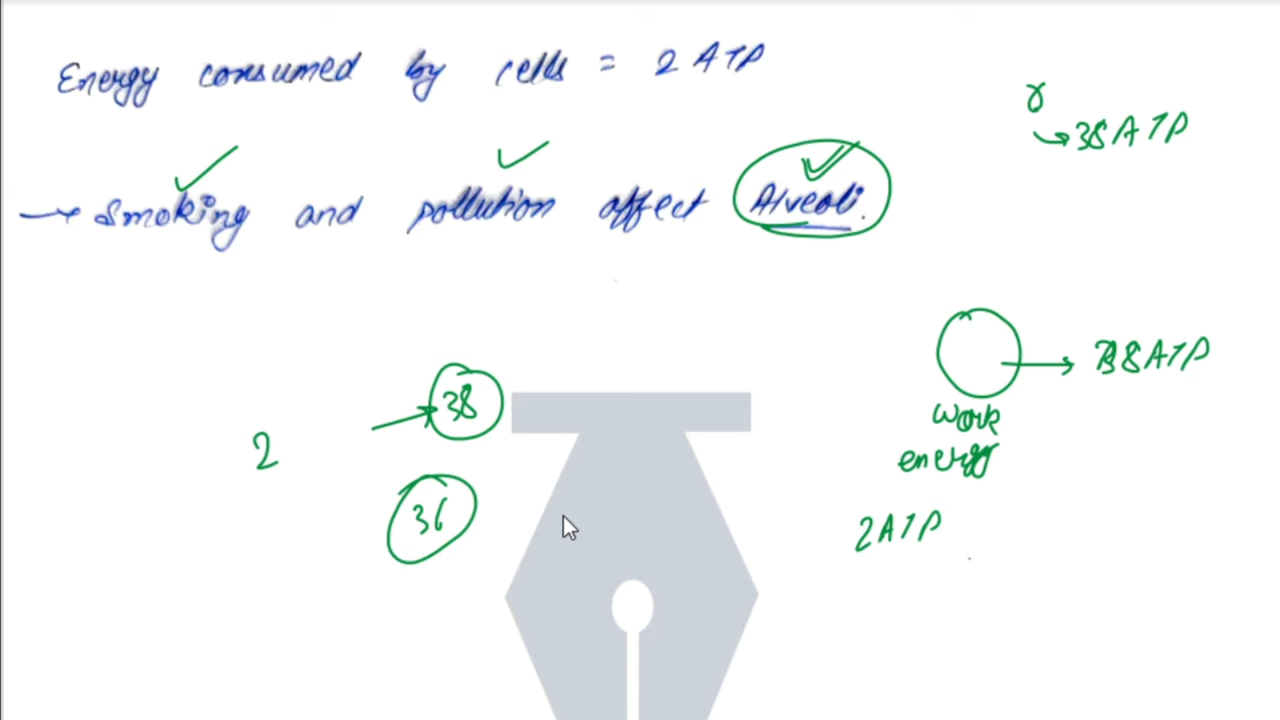 Energy consumed by cells = 2 ATP
38 ATP
→ Smoking and pollution affect Alveoli.
38 ATP
38
work
energy
2
36
2 ATP